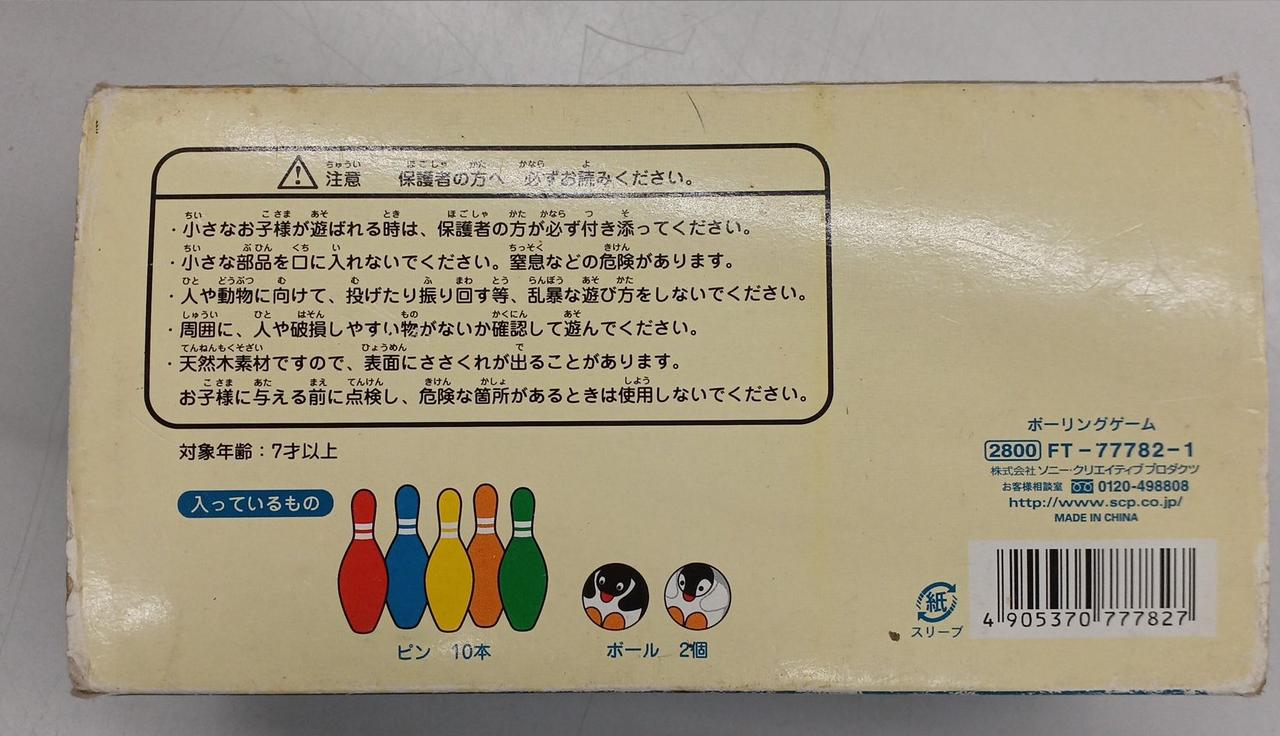 注意 保護者の方へ 必ずお読みください。
・小さなお子様が遊ばれる時は、保護者の方が必ず付き添ってください。
・小さな部品を口に入れないでください。窒息などの危険があります。
・人や動物に向けて、投げたり振り回す等、乱暴な遊び方をしないでください。
・周囲に、人や破損しやすい物がないか確認して遊んでください。
・天然木素材ですので、表面にささくれが出ることがあります。
お子様に与える前に点検し、危険な箇所があるときは使用しないでください。
対象年齢：7才以上
入っているもの
ピン 10本
ボール 2個
ボーリングゲーム
2800 FT-77782-1
株式会社 ソニー・クリエイティブプロダクツ
お客様相談室 0120-498808
http://www.scp.co.jp/
MADE IN CHINA
紙
スリーブ
4 905370 777827